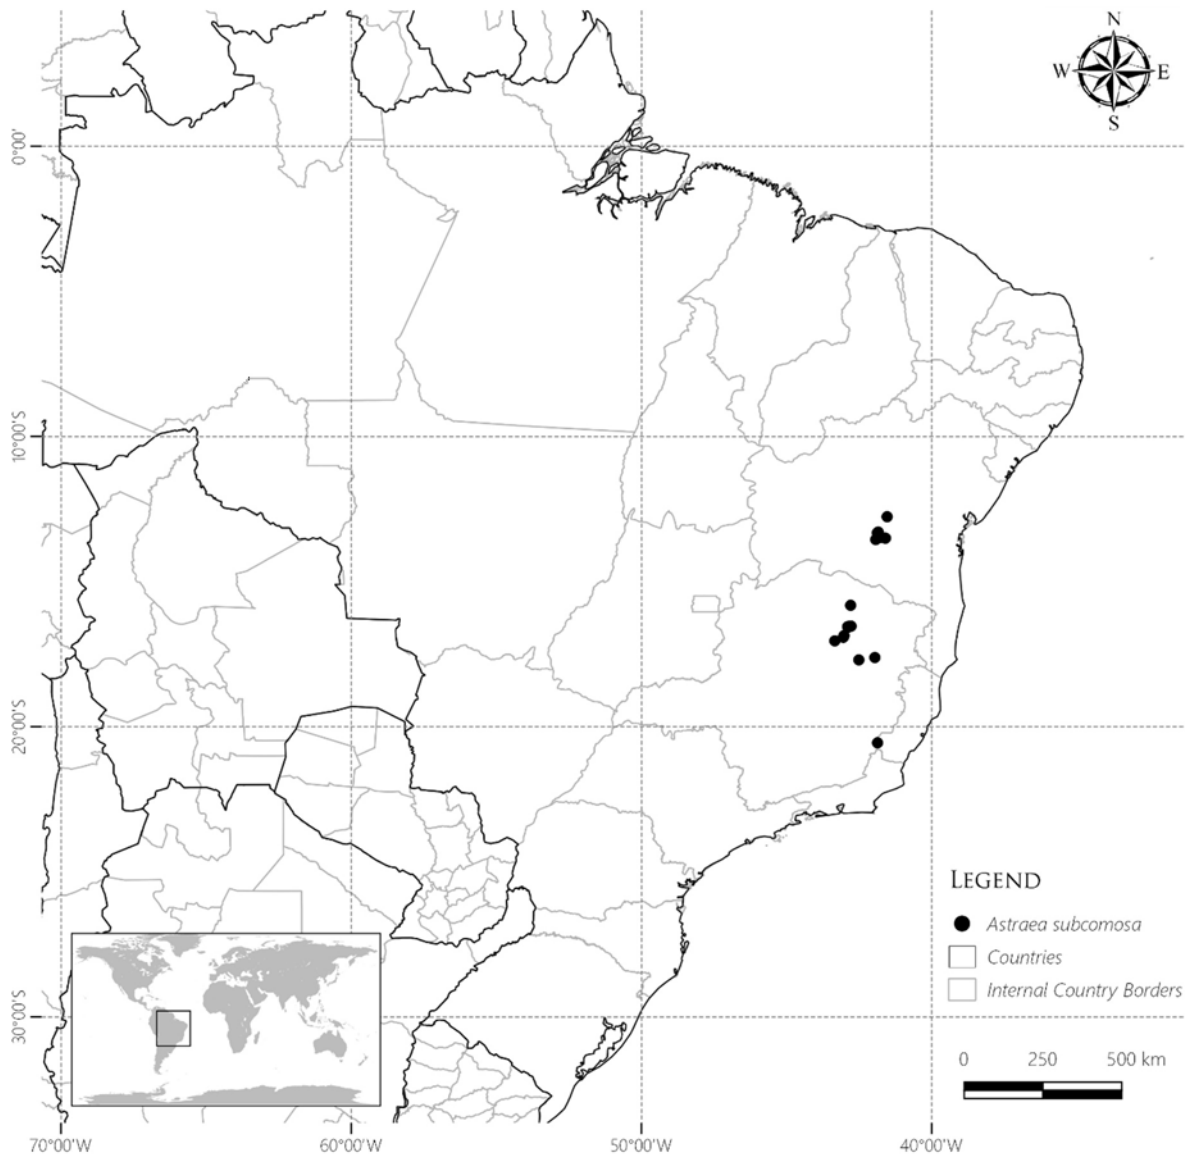 N
W E
S
0°00'
10°00'S
20°00'S
30°00'S
LEGEND
Astraea subcomosa
Countries
Internal Country Borders
0 250 500 km
70°00'W 60°00'W 50°00'W 40°00'W